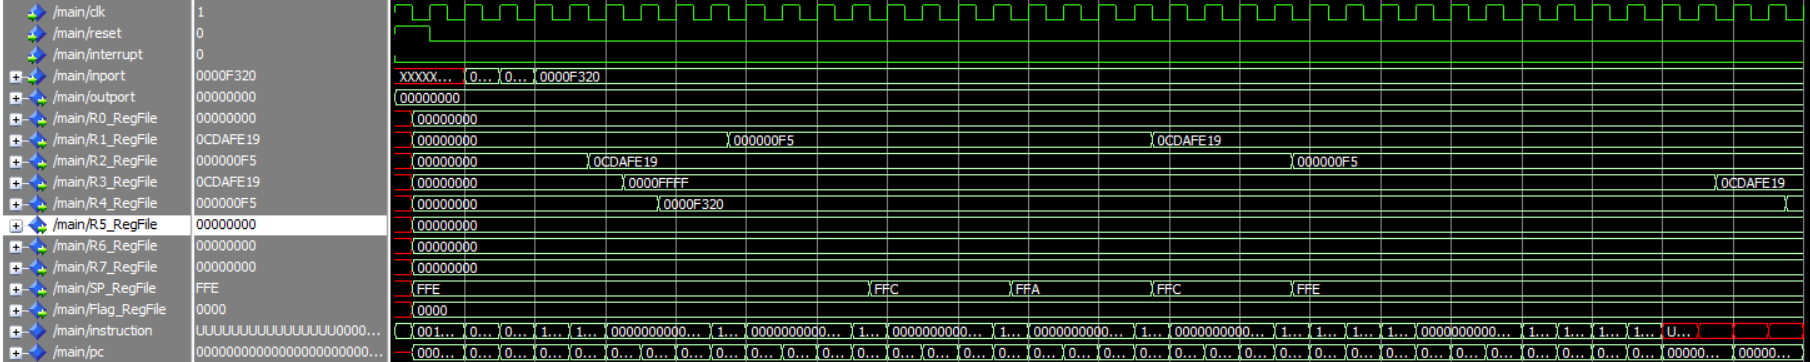 /main/clk 1
/main/reset 0
/main/interrupt 0
/main/inport 0000F320 XXXXX... 0... 0... 0000F320
/main/outport 00000000 00000000
/main/R0_RegFile 00000000 00000000
/main/R1_RegFile 0CDAFE19 00000000 000000F5 0CDAFE19
/main/R2_RegFile 000000F5 00000000 0CDAFE19 000000F5
/main/R3_RegFile 0CDAFE19 00000000 0000FFFF 0CDAFE19
/main/R4_RegFile 000000F5 00000000 0000F320
/main/R5_RegFile 00000000 00000000
/main/R6_RegFile 00000000 00000000
/main/R7_RegFile 00000000 00000000
/main/SP_RegFile FFE FFE FFC FFA FFC FFE
/main/Flag_RegFile 0000 0000
/main/instruction UUUUUUUUUUUUUUUU0000... 001... 0... 0... 1... 1... 0000000000... 1... 0000000000... 1... 0000000000... 1... 0000000000... 1... 0000000000... 1... 1... 1... 1... 0000000000... 1... 1... 1... 1... U...
/main/pc 00000000000000000000000... 000... 0... 0... 0... 0... 0... 0... 0... 0... 0... 0... 0... 0... 0... 0... 0... 0... 0... 0... 0... 0... 0... 0... 0... 0... 0... 0... 0... 0... 0... 0... 0... 0... 0... 0... 00000... 00000...